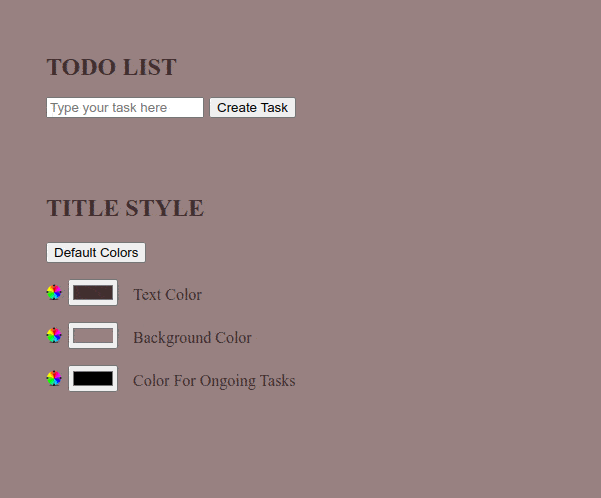 TODO LIST
Type your task here Create Task
TITLE STYLE
Default Colors
Text Color
Background Color
Color For Ongoing Tasks